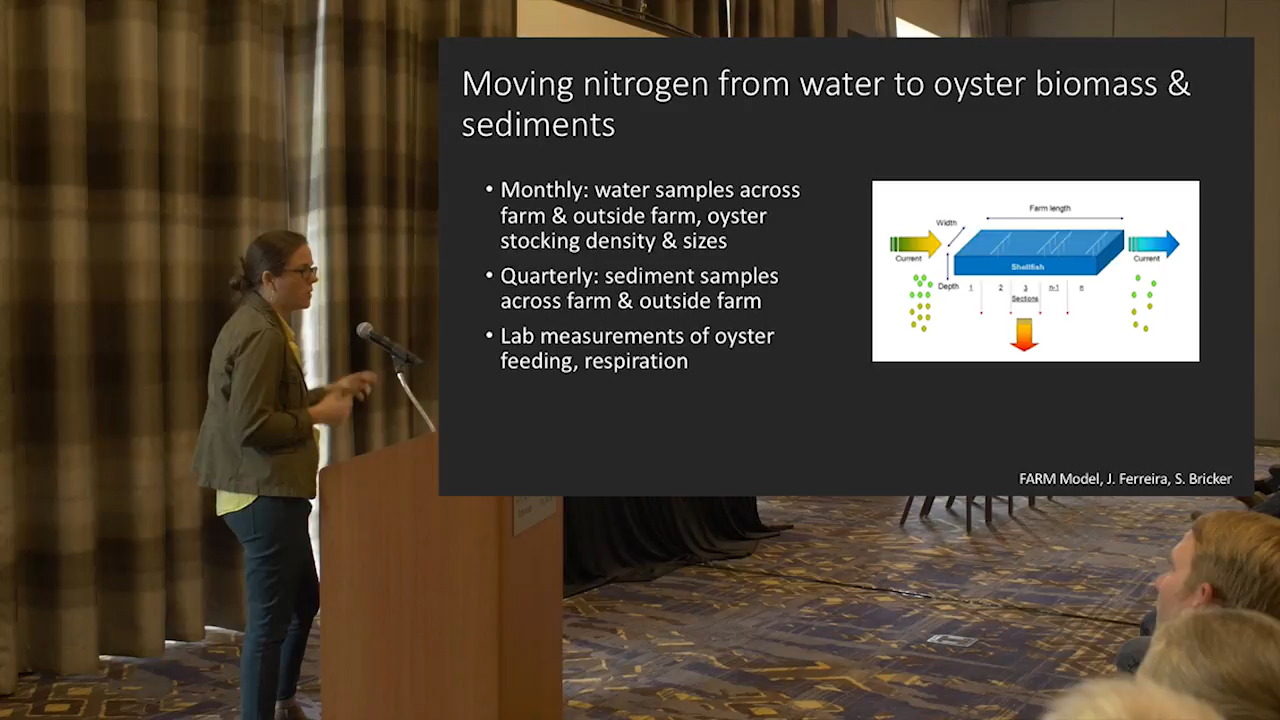 Moving nitrogen from water to oyster biomass &
sediments
• Monthly: water samples across
farm & outside farm, oyster
stocking density & sizes
• Quarterly: sediment samples
across farm & outside farm
• Lab measurements of oyster
feeding, respiration
Farm length
Width
Current
Shellfish
Current
Depth
1 2 3 n-1 n
Sections
FARM Model, J. Ferreira, S. Bricker